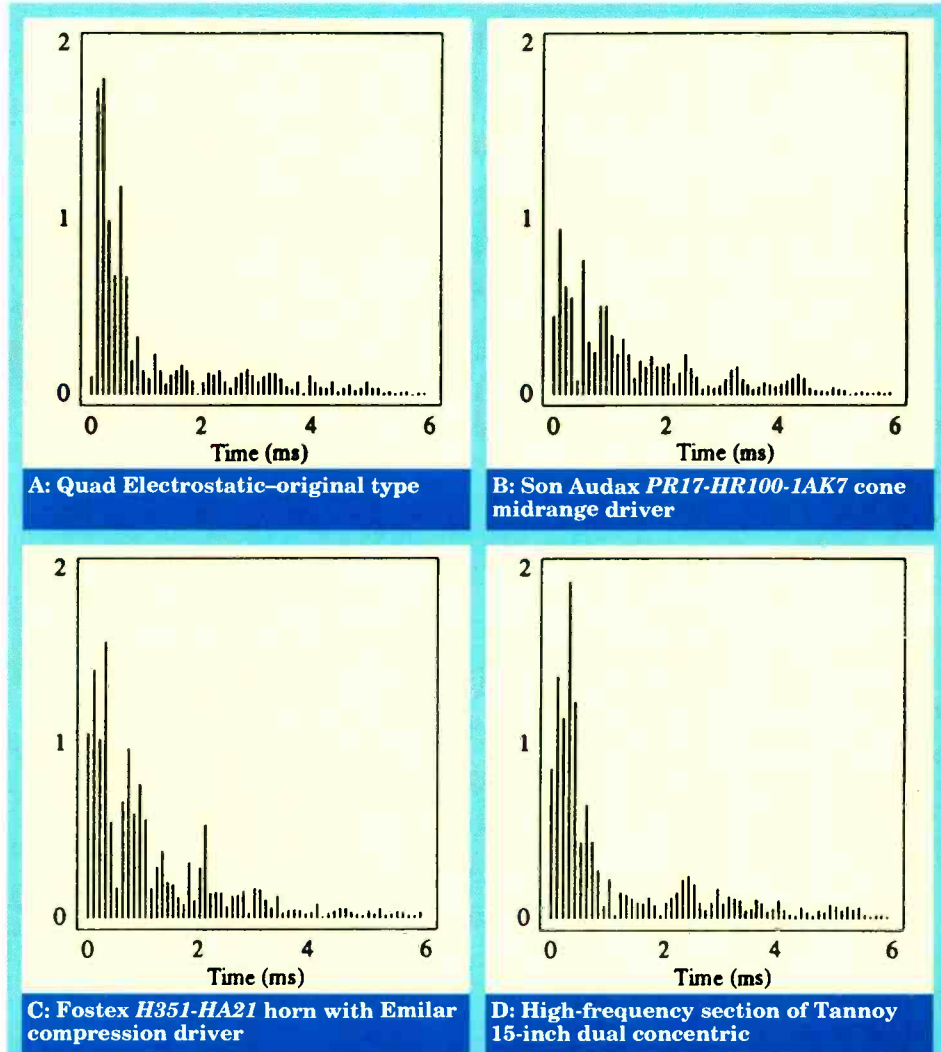 2
1
0
0 2 4 6
Time (ms)
A: Quad Electrostatic–original type
2
1
0
0 2 4 6
Time (ms)
B: Son Audax PR17-HR100-1AK7 cone
midrange driver
2
1
0
0 2 4 6
Time (ms)
C: Fostex H351-HA21 horn with Emilar
compression driver
2
1
0
0 2 4 6
Time (ms)
D: High-frequency section of Tannoy
15-inch dual concentric